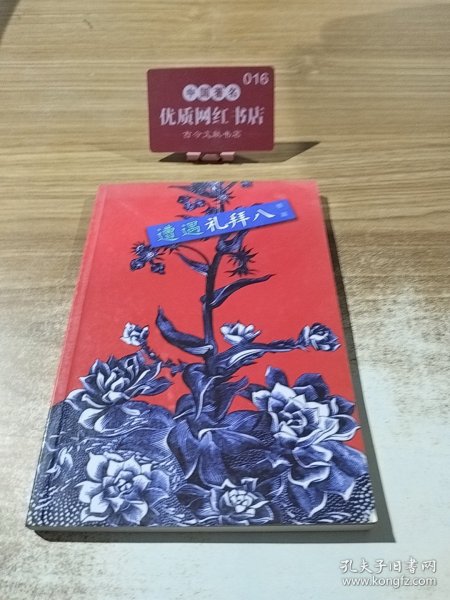 016
中国著名
优质网红书店
古今文献书店
遭遇礼拜八
孔夫子旧书网
www.kongfz.com